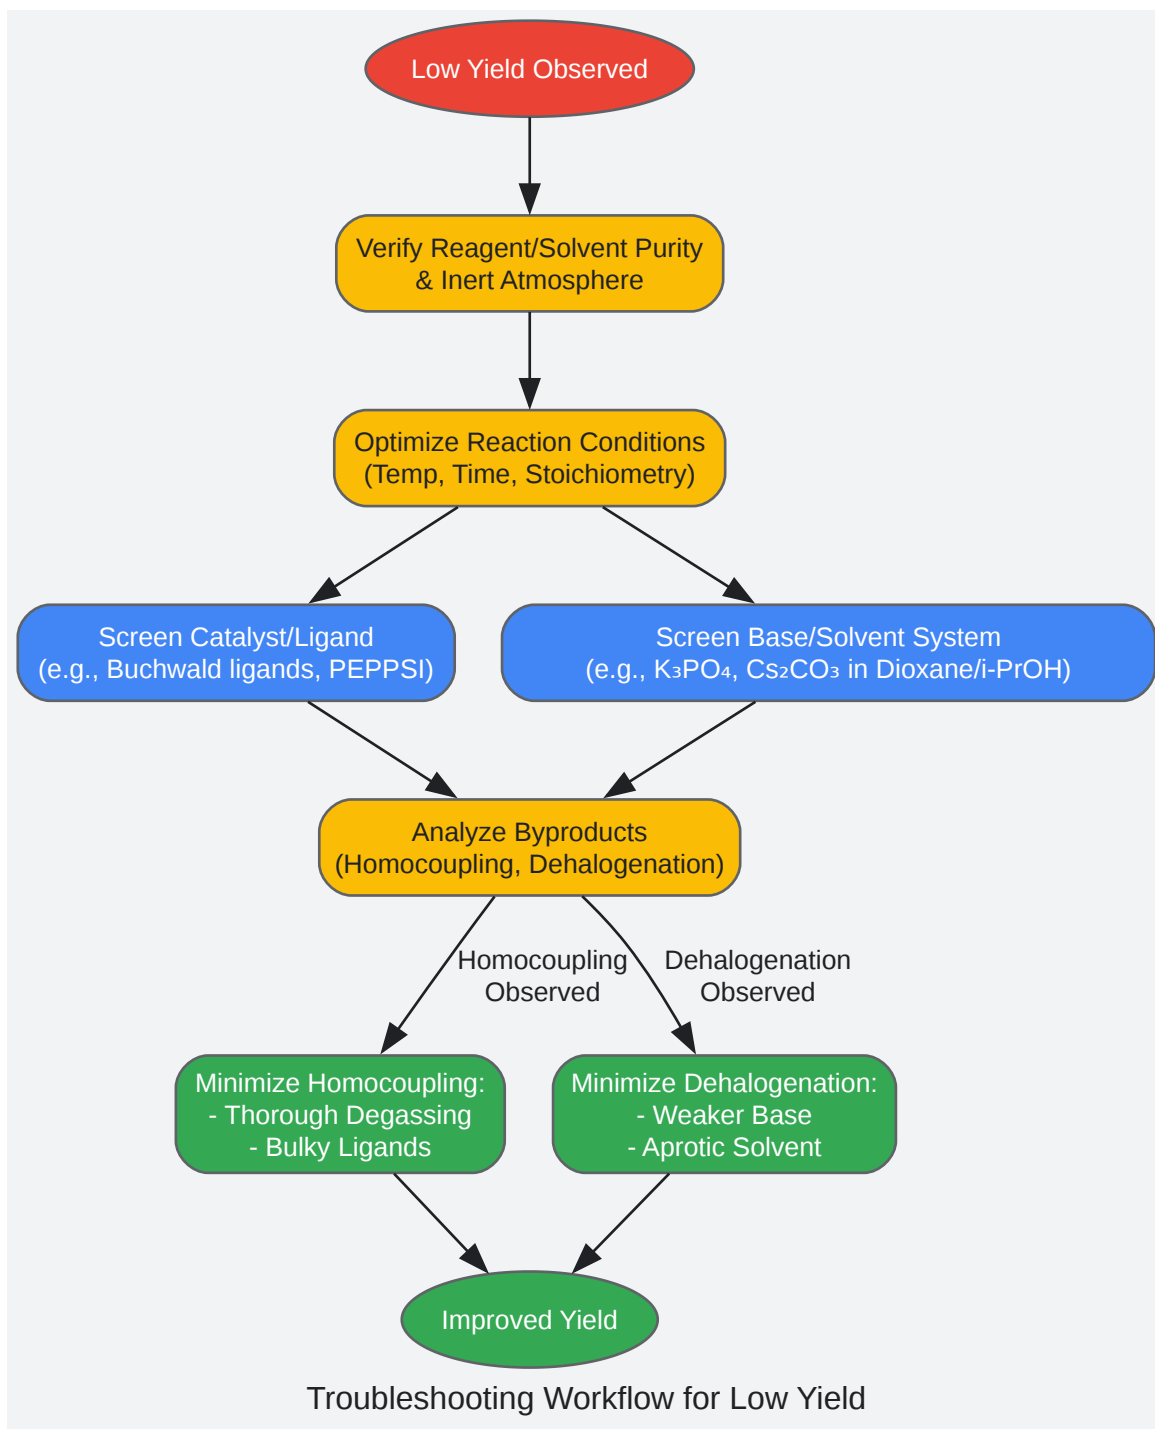 Low Yield Observed
Verify Reagent/Solvent Purity
& Inert Atmosphere
Optimize Reaction Conditions
(Temp, Time, Stoichiometry)
Screen Catalyst/Ligand
(e.g., Buchwald ligands, PEPPSI)
Screen Base/Solvent System
(e.g., K₃PO₄, Cs₂CO₃ in Dioxane/i-PrOH)
Analyze Byproducts
(Homocoupling, Dehalogenation)
Homocoupling
Observed
Dehalogenation
Observed
Minimize Homocoupling:
- Thorough Degassing
- Bulky Ligands
Minimize Dehalogenation:
- Weaker Base
- Aprotic Solvent
Improved Yield
Troubleshooting Workflow for Low Yield